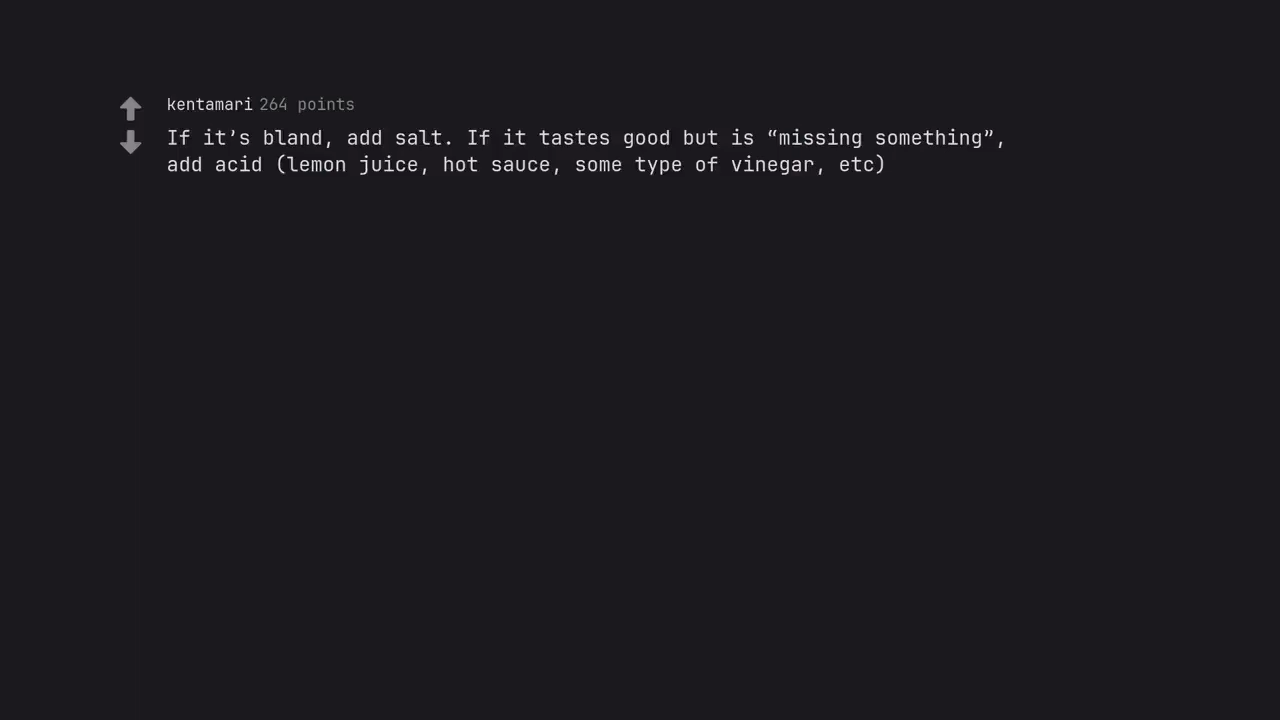 kentamari 264 points
If it’s bland, add salt. If it tastes good but is “missing something”,
add acid (lemon juice, hot sauce, some type of vinegar, etc)